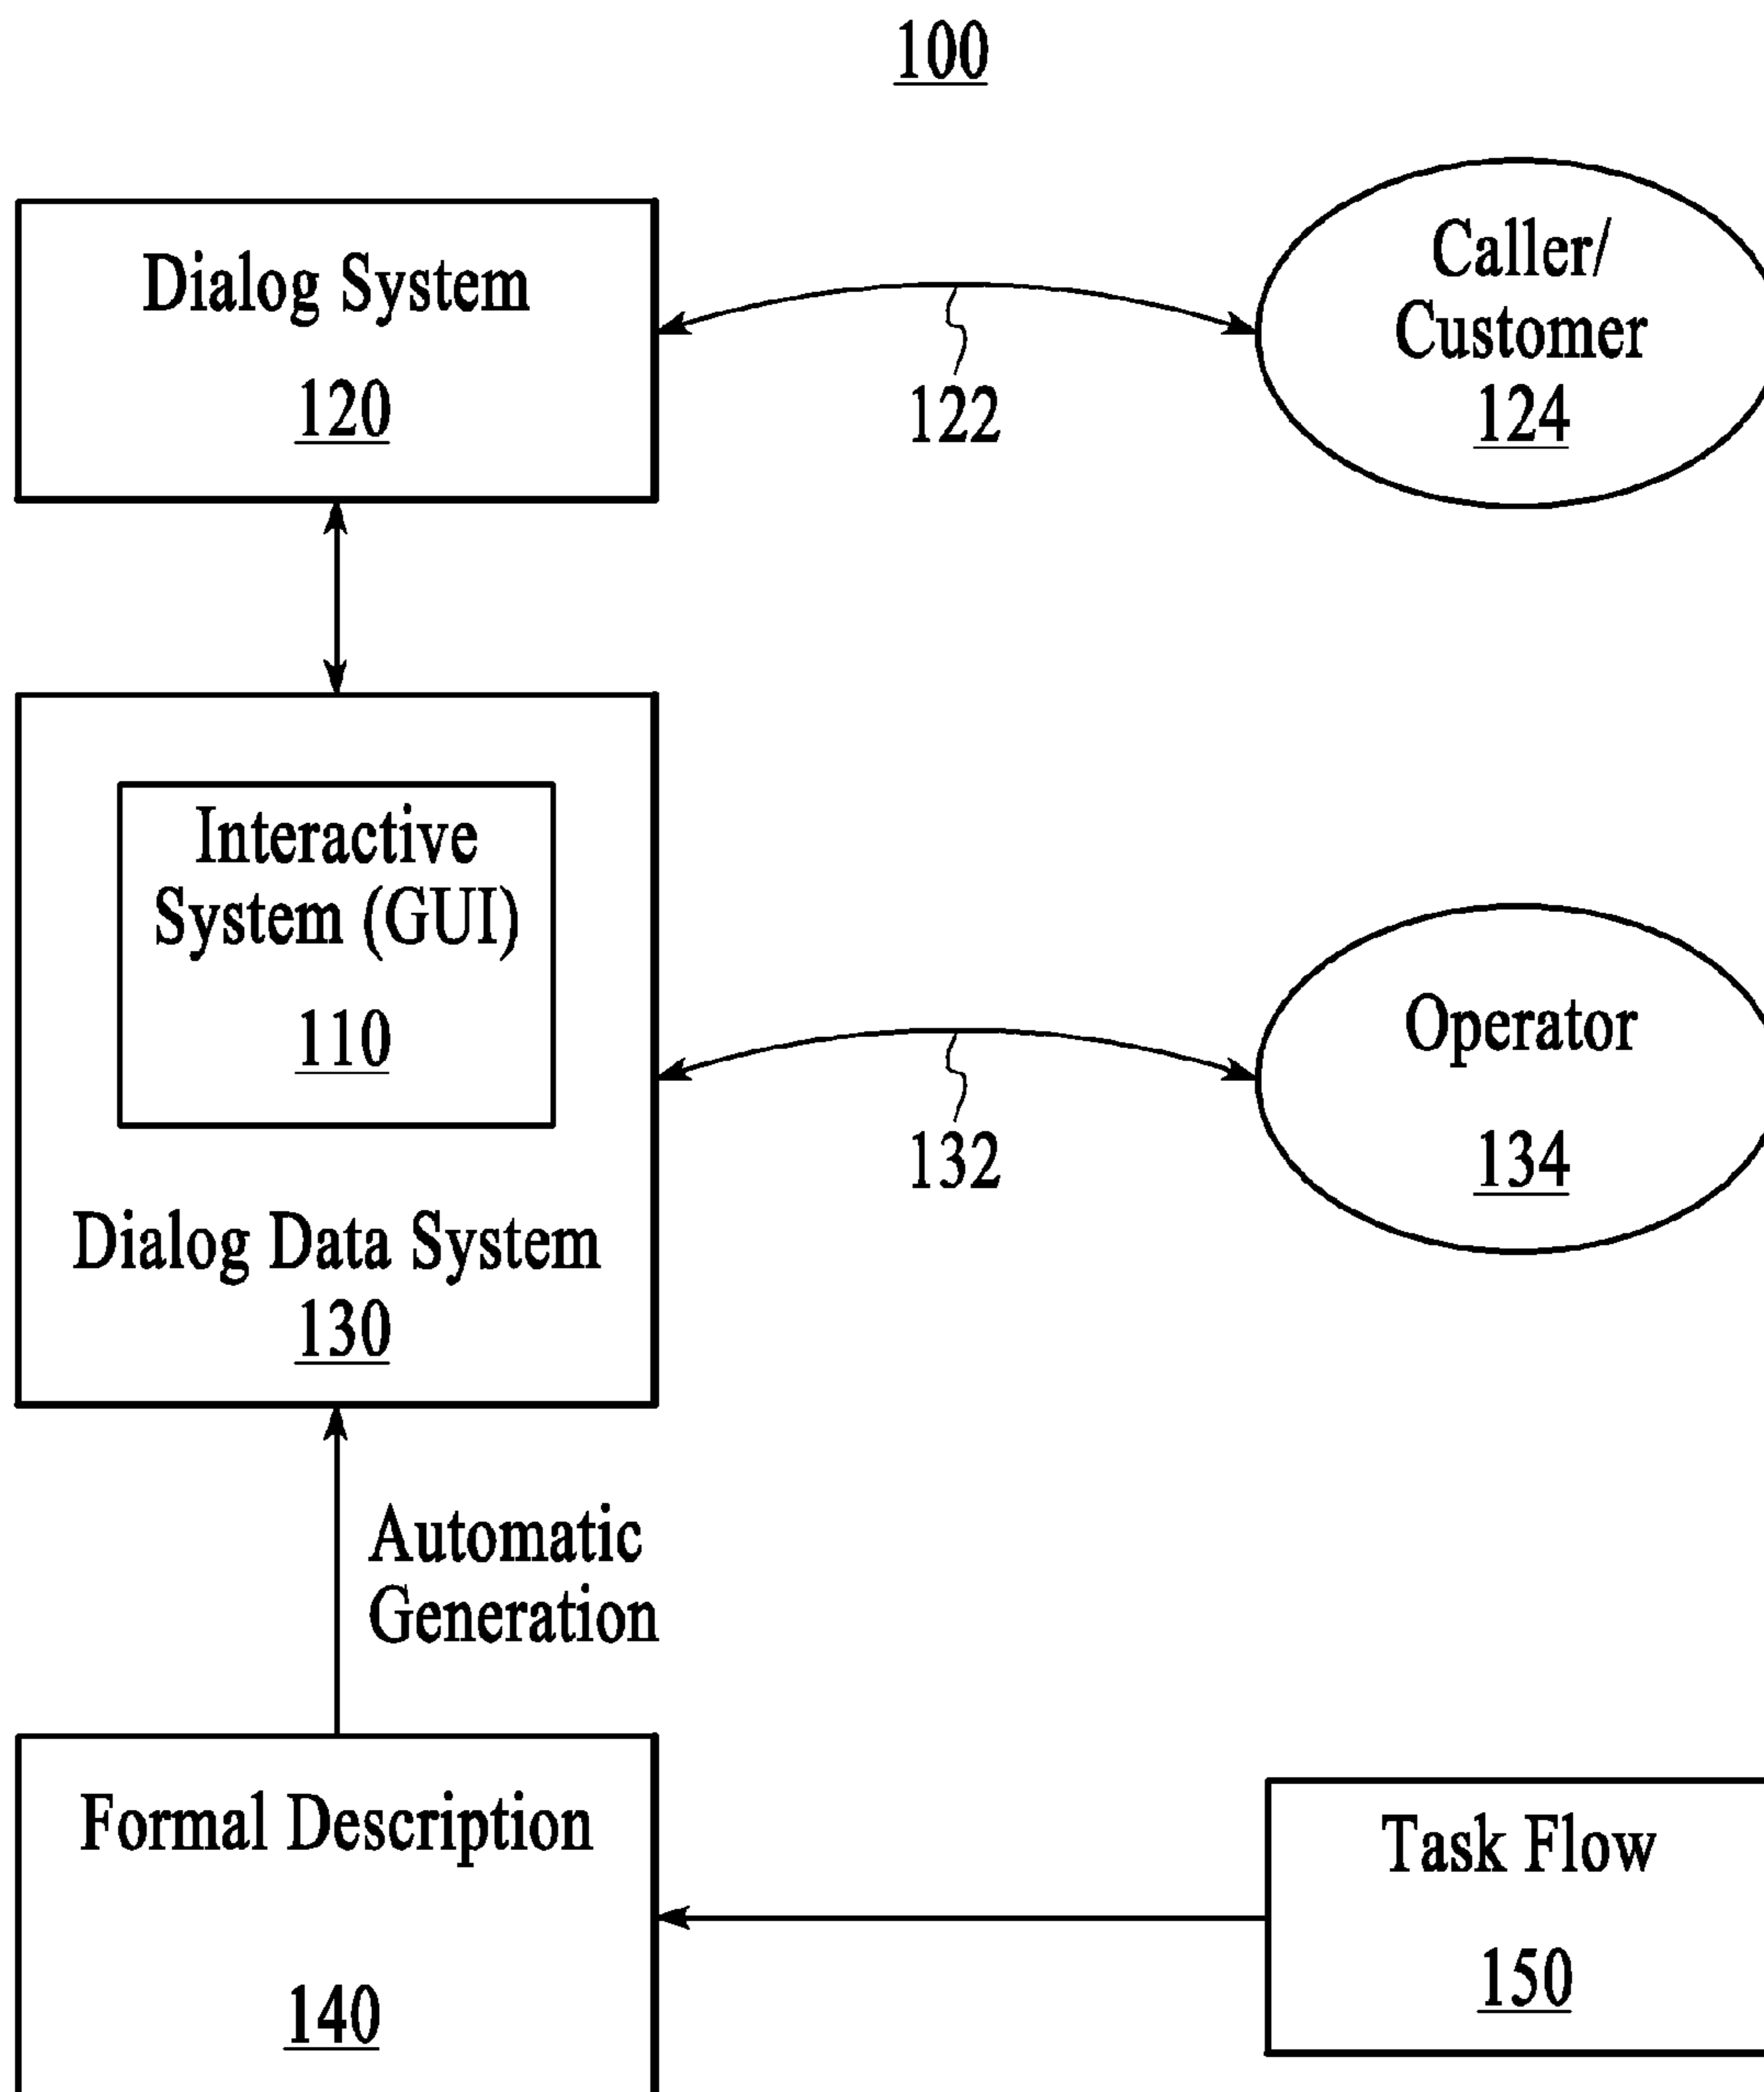 100
Dialog System
120
122
Caller/
Customer
124
Interactive
System (GUI)
110
Dialog Data System
130
132
Operator
134
Automatic
Generation
Formal Description
140
Task Flow
150